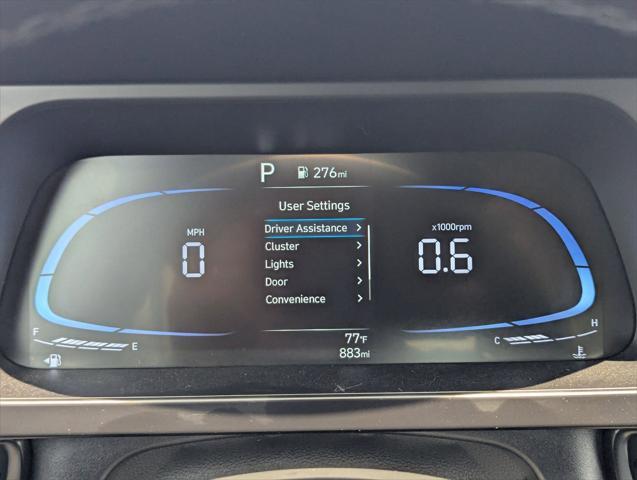 P 276mi
User Settings
MPH
0
Driver Assistance >
Cluster >
Lights >
Door >
Convenience >
x1000rpm
0.6
F E
C H
77°F
883mi